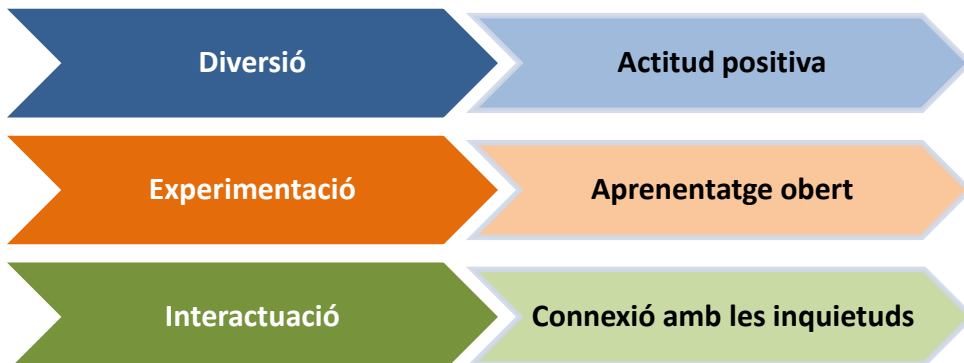 Diversió
Actitud positiva
Experimentació
Aprenentatge obert
Interactuació
Connexió amb les inquietuds